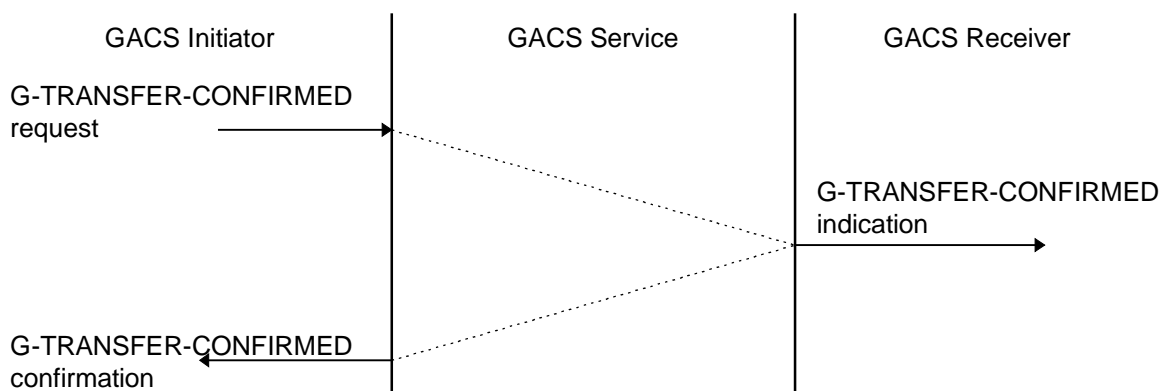 GACS Initiator
GACS Service
GACS Receiver
G-TRANSFER-CONFIRMED
request
G-TRANSFER-CONFIRMED
indication
G-TRANSFER-CONFIRMED
confirmation